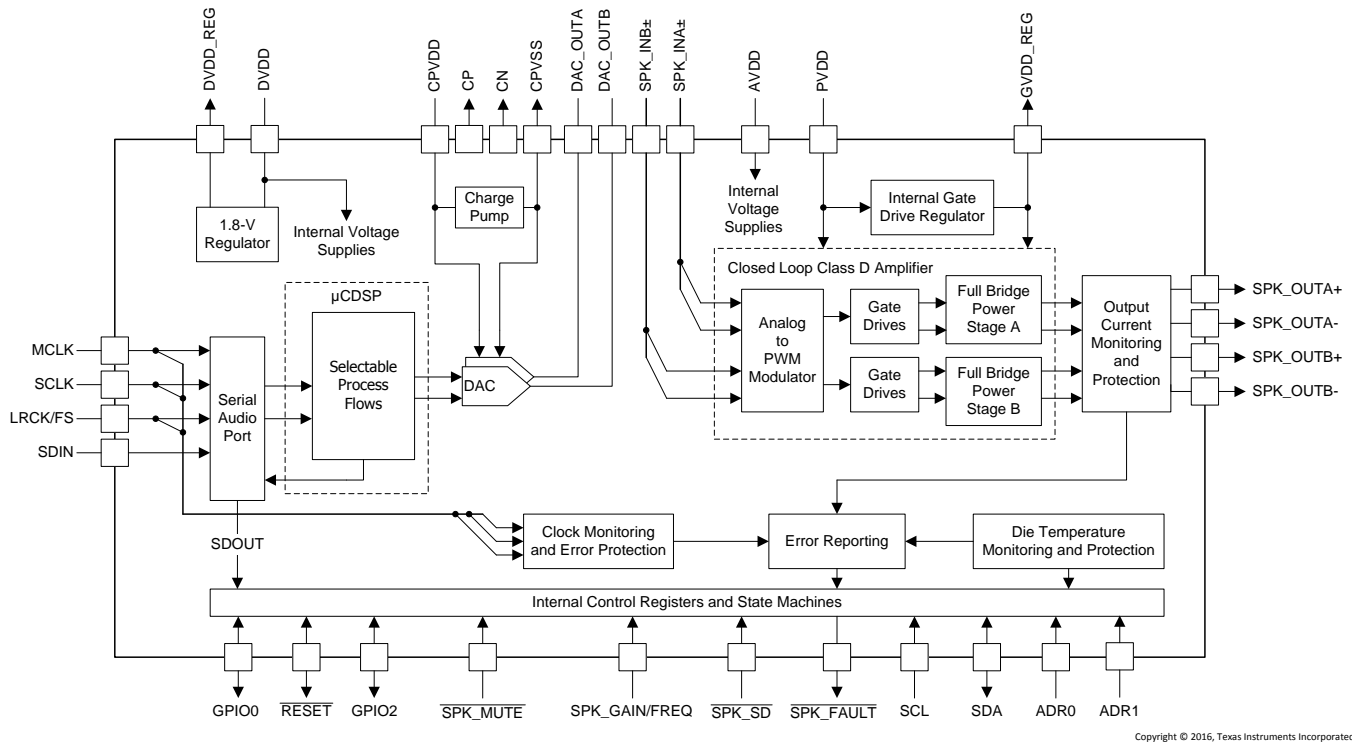 DVDD_REG
DVDD
CPVDD
CP
CN
CPVSS
DAC_OUTA
DAC_OUTB
SPK_INB±
SPK_INA±
AVDD
PVDD
GVDD_REG
1.8-V
Regulator
Internal Voltage
Supplies
Charge
Pump
Internal
Voltage
Supplies
Internal Gate
Drive Regulator
Closed Loop Class D Amplifier
µCDSP
MCLK
SCLK
LRCK/FS
SDIN
Serial
Audio
Port
Selectable
Process
Flows
DAC
Analog
to
PWM
Modulator
Gate
Drives
Full Bridge
Power
Stage A
Gate
Drives
Full Bridge
Power
Stage B
Output
Current
Monitoring
and
Protection
SPK_OUTA+
SPK_OUTA-
SPK_OUTB+
SPK_OUTB-
SDOUT
Clock Monitoring
and Error Protection
Error Reporting
Die Temperature
Monitoring and Protection
Internal Control Registers and State Machines
GPIO0
RESET
GPIO2
SPK_MUTE
SPK_GAIN/FREQ
SPK_SD
SPK_FAULT
SCL
SDA
ADR0
ADR1
Copyright © 2016, Texas Instruments Incorporated